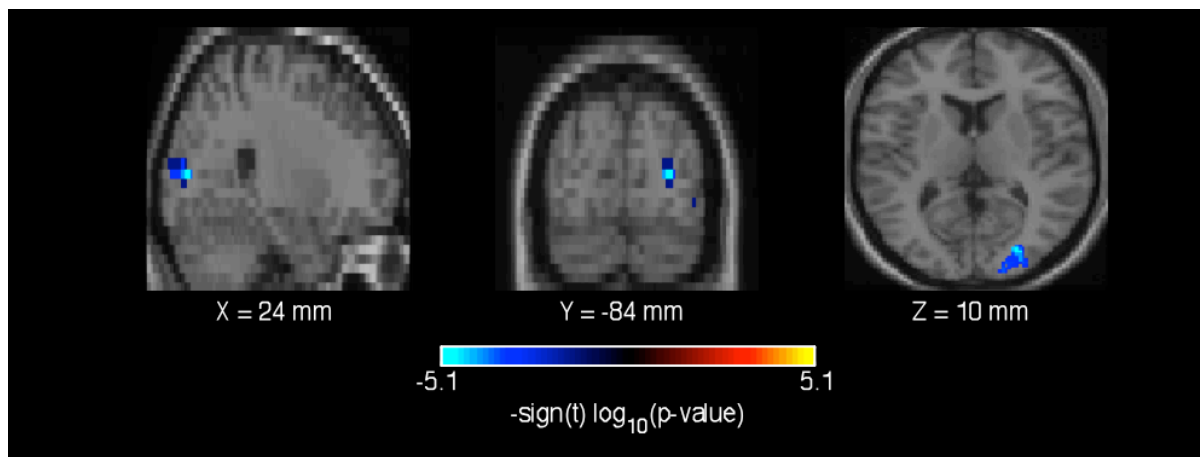 X = 24 mm
Y = -84 mm
Z = 10 mm
-5.1
5.1
-sign(t) log₁₀(p-value)